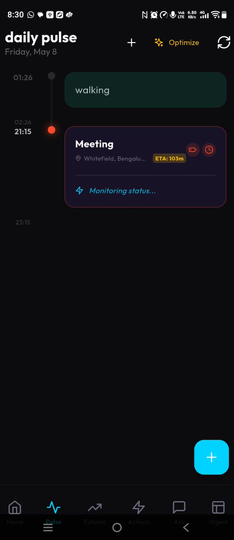 8:30
daily pulse
Friday, May 8
Optimize
01:26
walking
02:26
21:15
Meeting
Whitefield, Bengalu...
ETA: 103m
Monitoring status...
23:15
Home
Pulse